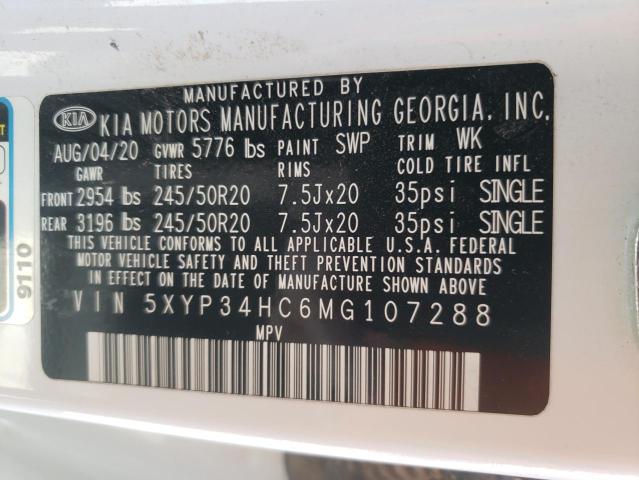 MANUFACTURED BY
KIA KIA MOTORS MANUFACTURING GEORGIA, INC.
AUG/04/20 GVWR 5776 lbs PAINT SWP TRIM WK
GAWR TIRES RIMS COLD TIRE INFL
FRONT 2954 lbs 245/50R20 7.5Jx20 35psi SINGLE
REAR 3196 lbs 245/50R20 7.5Jx20 35psi SINGLE
THIS VEHICLE CONFORMS TO ALL APPLICABLE U.S.A. FEDERAL
MOTOR VEHICLE SAFETY AND THEFT PREVENTION STANDARDS
IN EFFECT ON THE DATE OF MANUFACTURE SHOWN ABOVE.
VIN 5XYP34HC6MG107288
MPV
9110